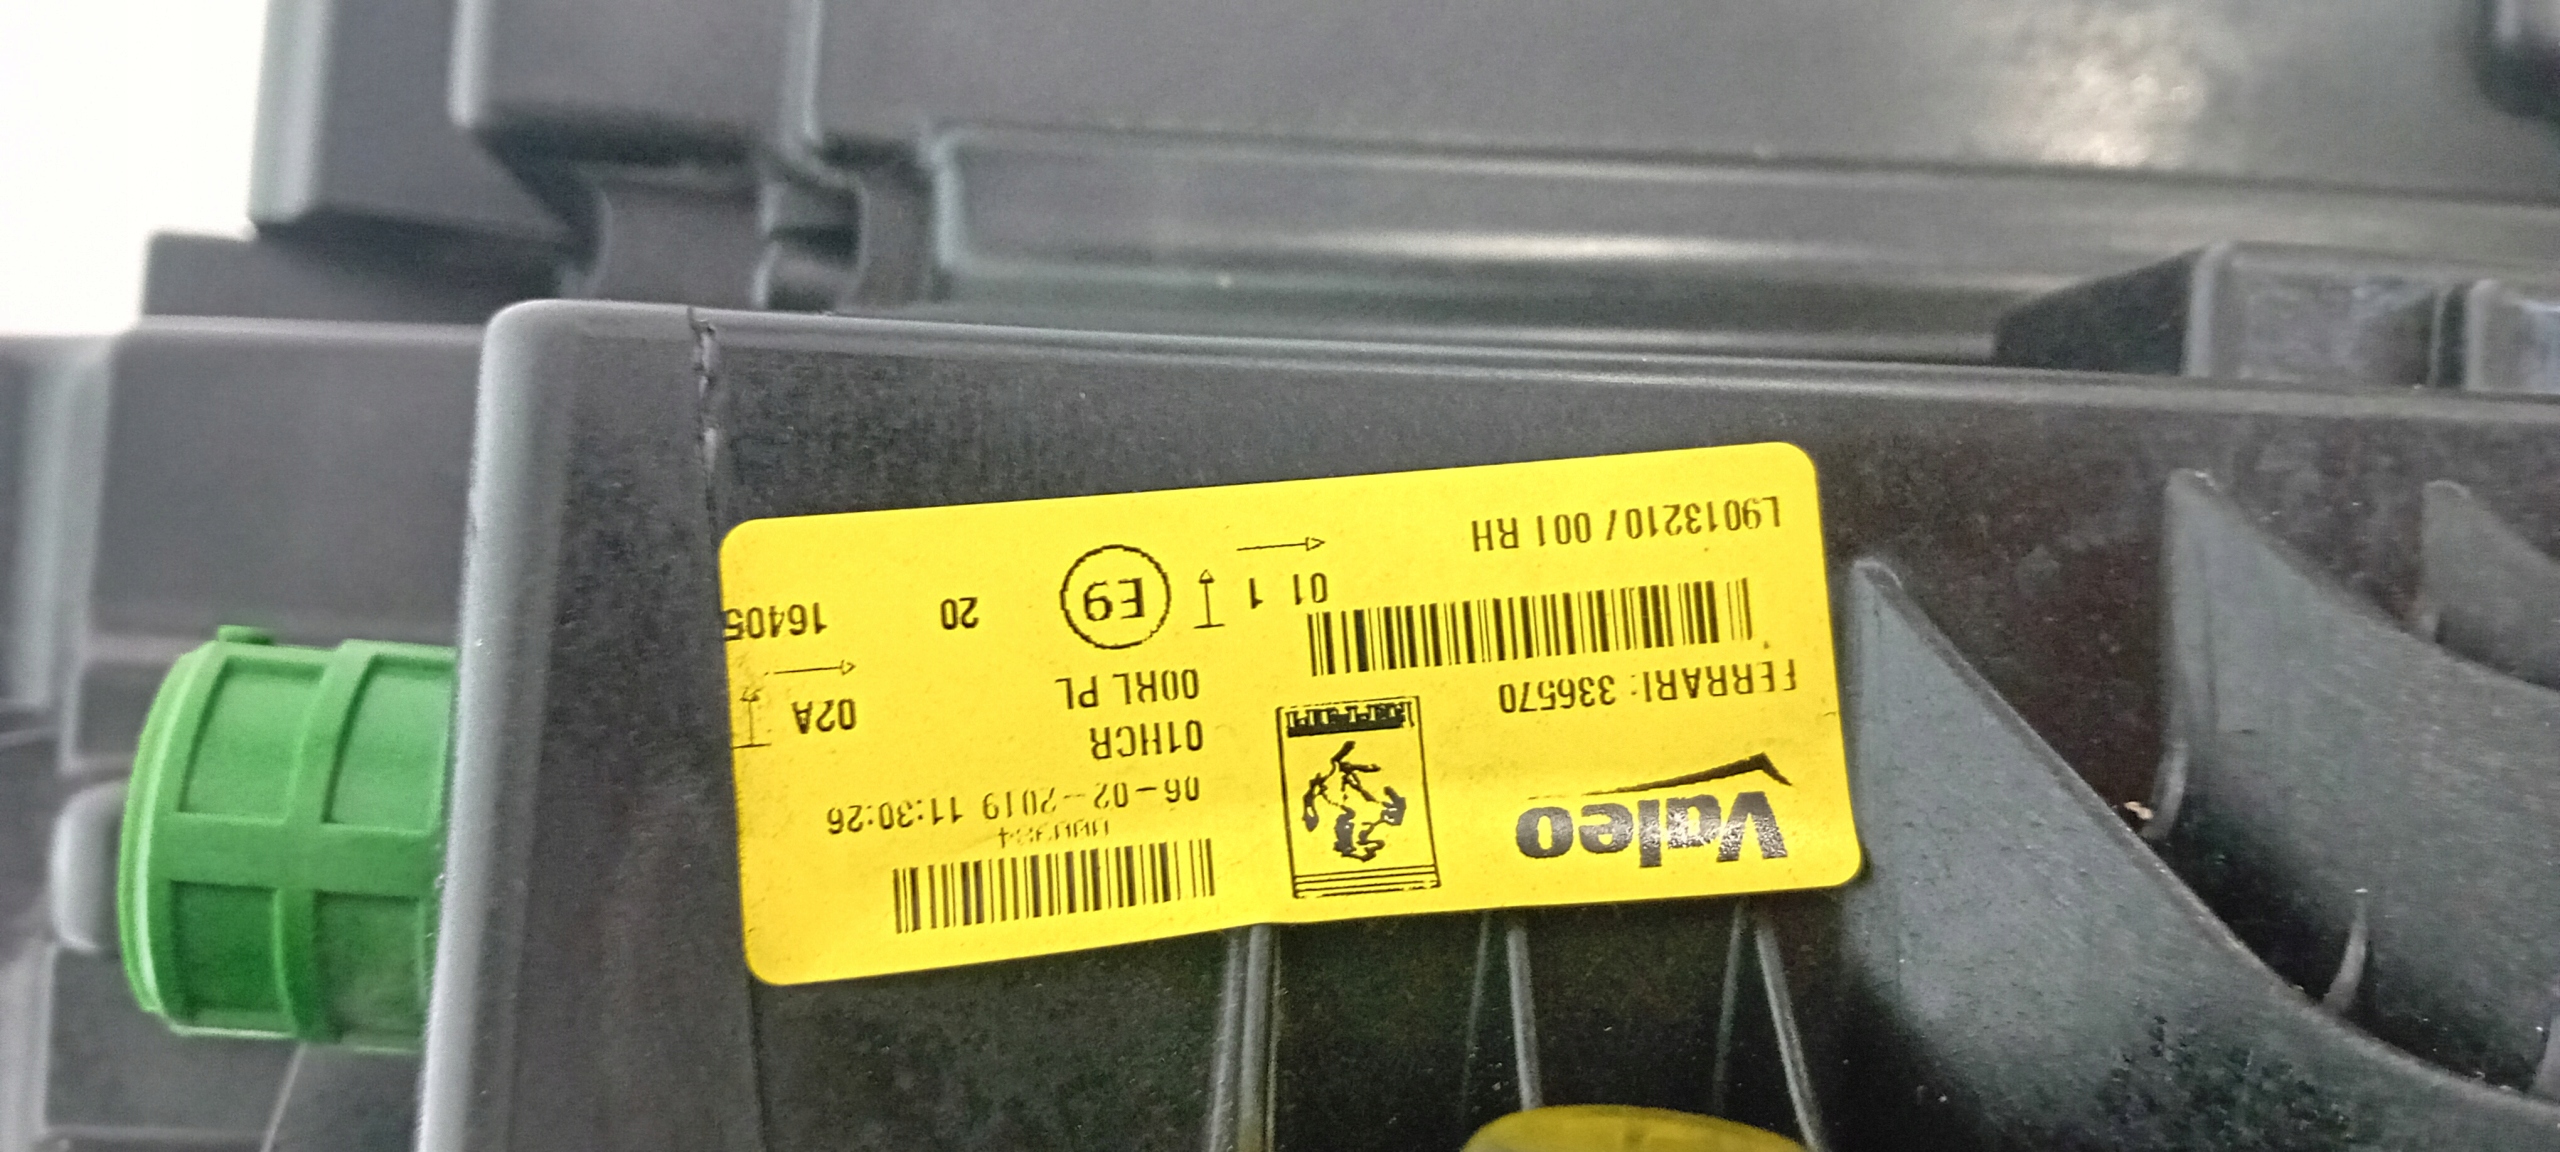 Valeo
FERRARI: 336570
L9013210/ 001 RH
06-02-2019 11:30:26
01HCR
00RL PL
02A
01 1
E9
20
16405